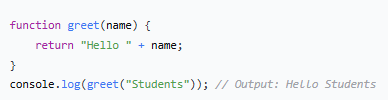 function greet(name) {
    return "Hello " + name;
}
console.log(greet("Students")); // Output: Hello Students